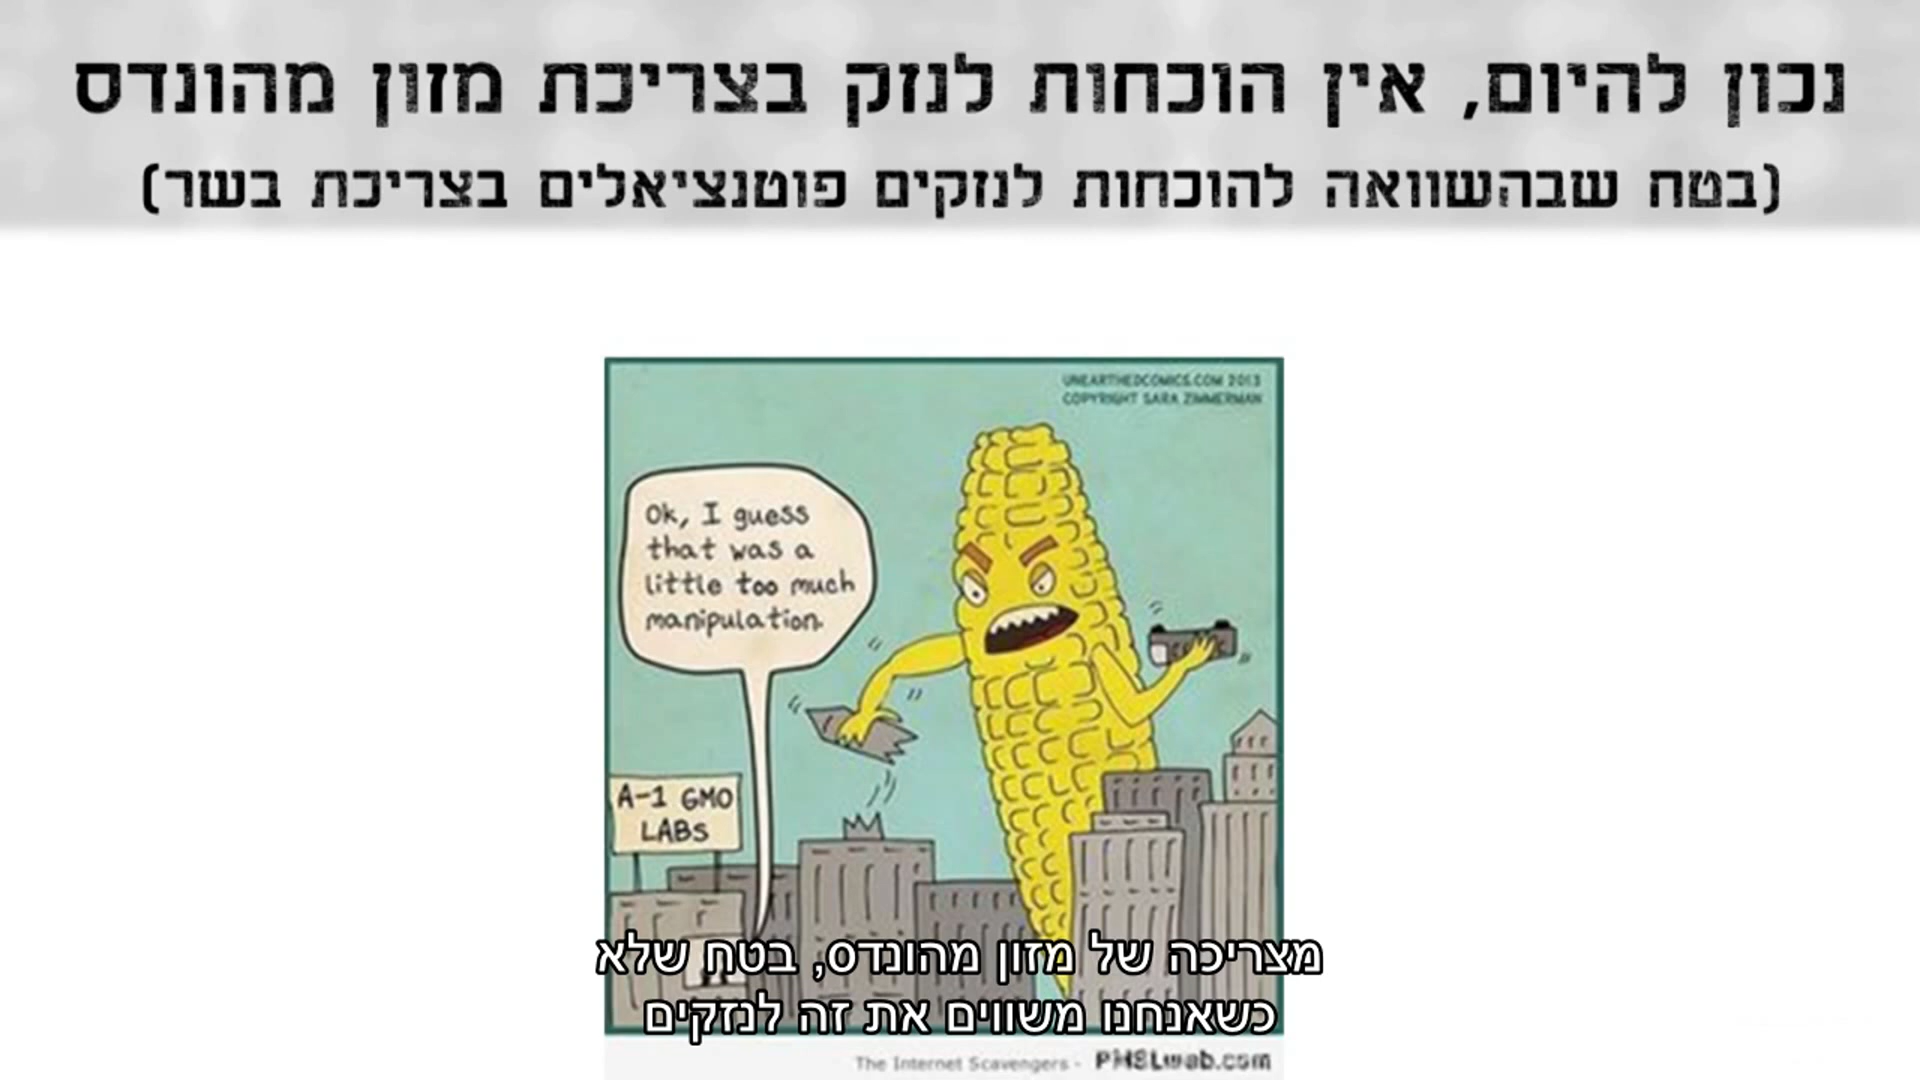 נכון להיום, אין הוכחות לנזק בצריכת מזון מהונדס
(בטח שבהשוואה להוכחות לנזקים פוטנציאלים בצריכת בשר)
UNEARTHEDCOMICS.COM 2013
COPYRIGHT SARA ZIMMERMAN
Ok, I guess
that was a
little too much
manipulation.
A-1 GMO
LABs
מצריכה של מזון מהונדס, בטח שלא
כשאנחנו משווים את זה לנזקים
The Internet Scavengers - PMSLweb.com